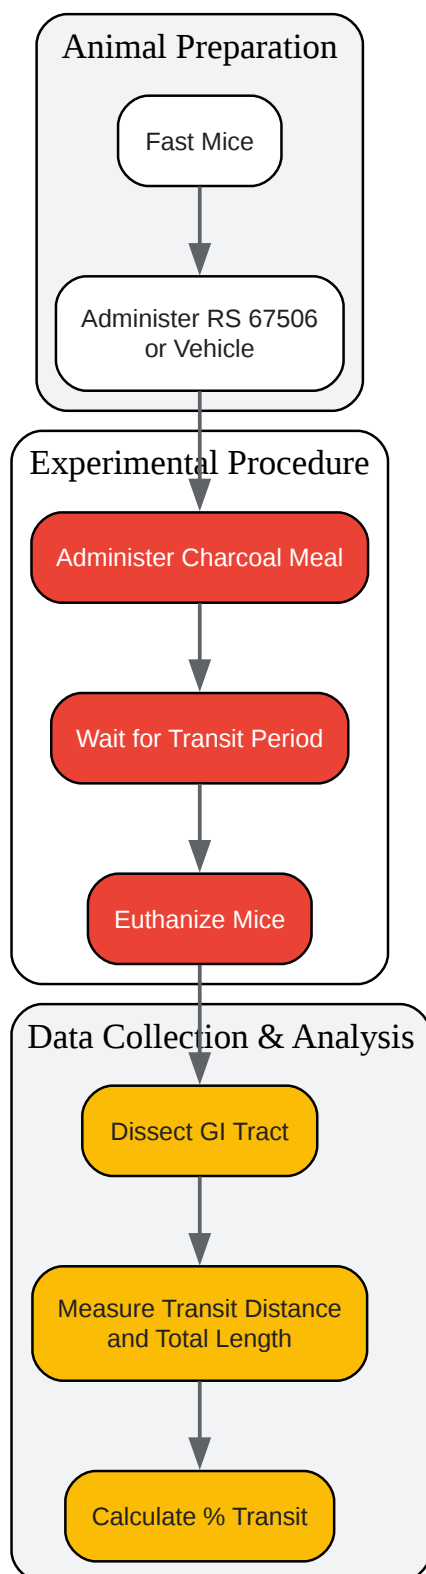 Animal Preparation
Fast Mice
Administer RS 67506
or Vehicle
Experimental Procedure
Administer Charcoal Meal
Wait for Transit Period
Euthanize Mice
Data Collection & Analysis
Dissect GI Tract
Measure Transit Distance
and Total Length
Calculate % Transit